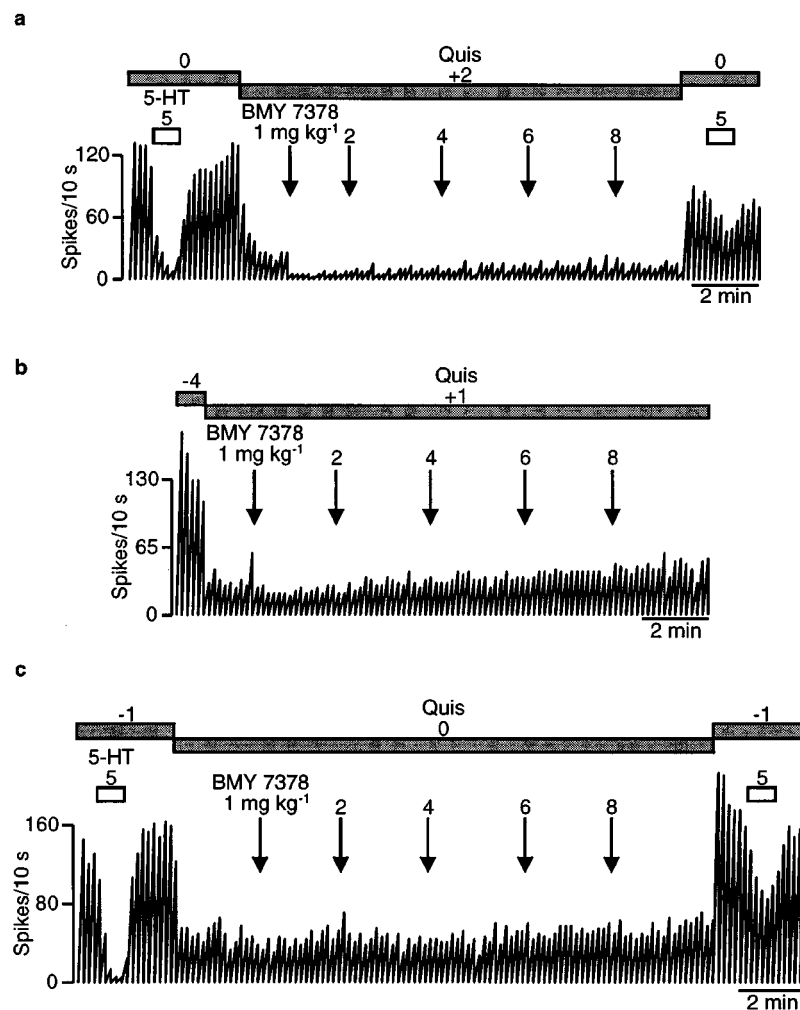 a
Quis
0 +2 0
5-HT
BMY 7378
5 1 mg kg-1 2 4 6 8 5
120
60
0
Spikes/10 s
2 min
b
Quis
-4 +1
BMY 7378
1 mg kg-1 2 4 6 8
130
65
0
Spikes/10 s
2 min
c
Quis
-1 0 -1
5-HT
BMY 7378
5 1 mg kg-1 2 4 6 8 5
160
80
0
Spikes/10 s
2 min